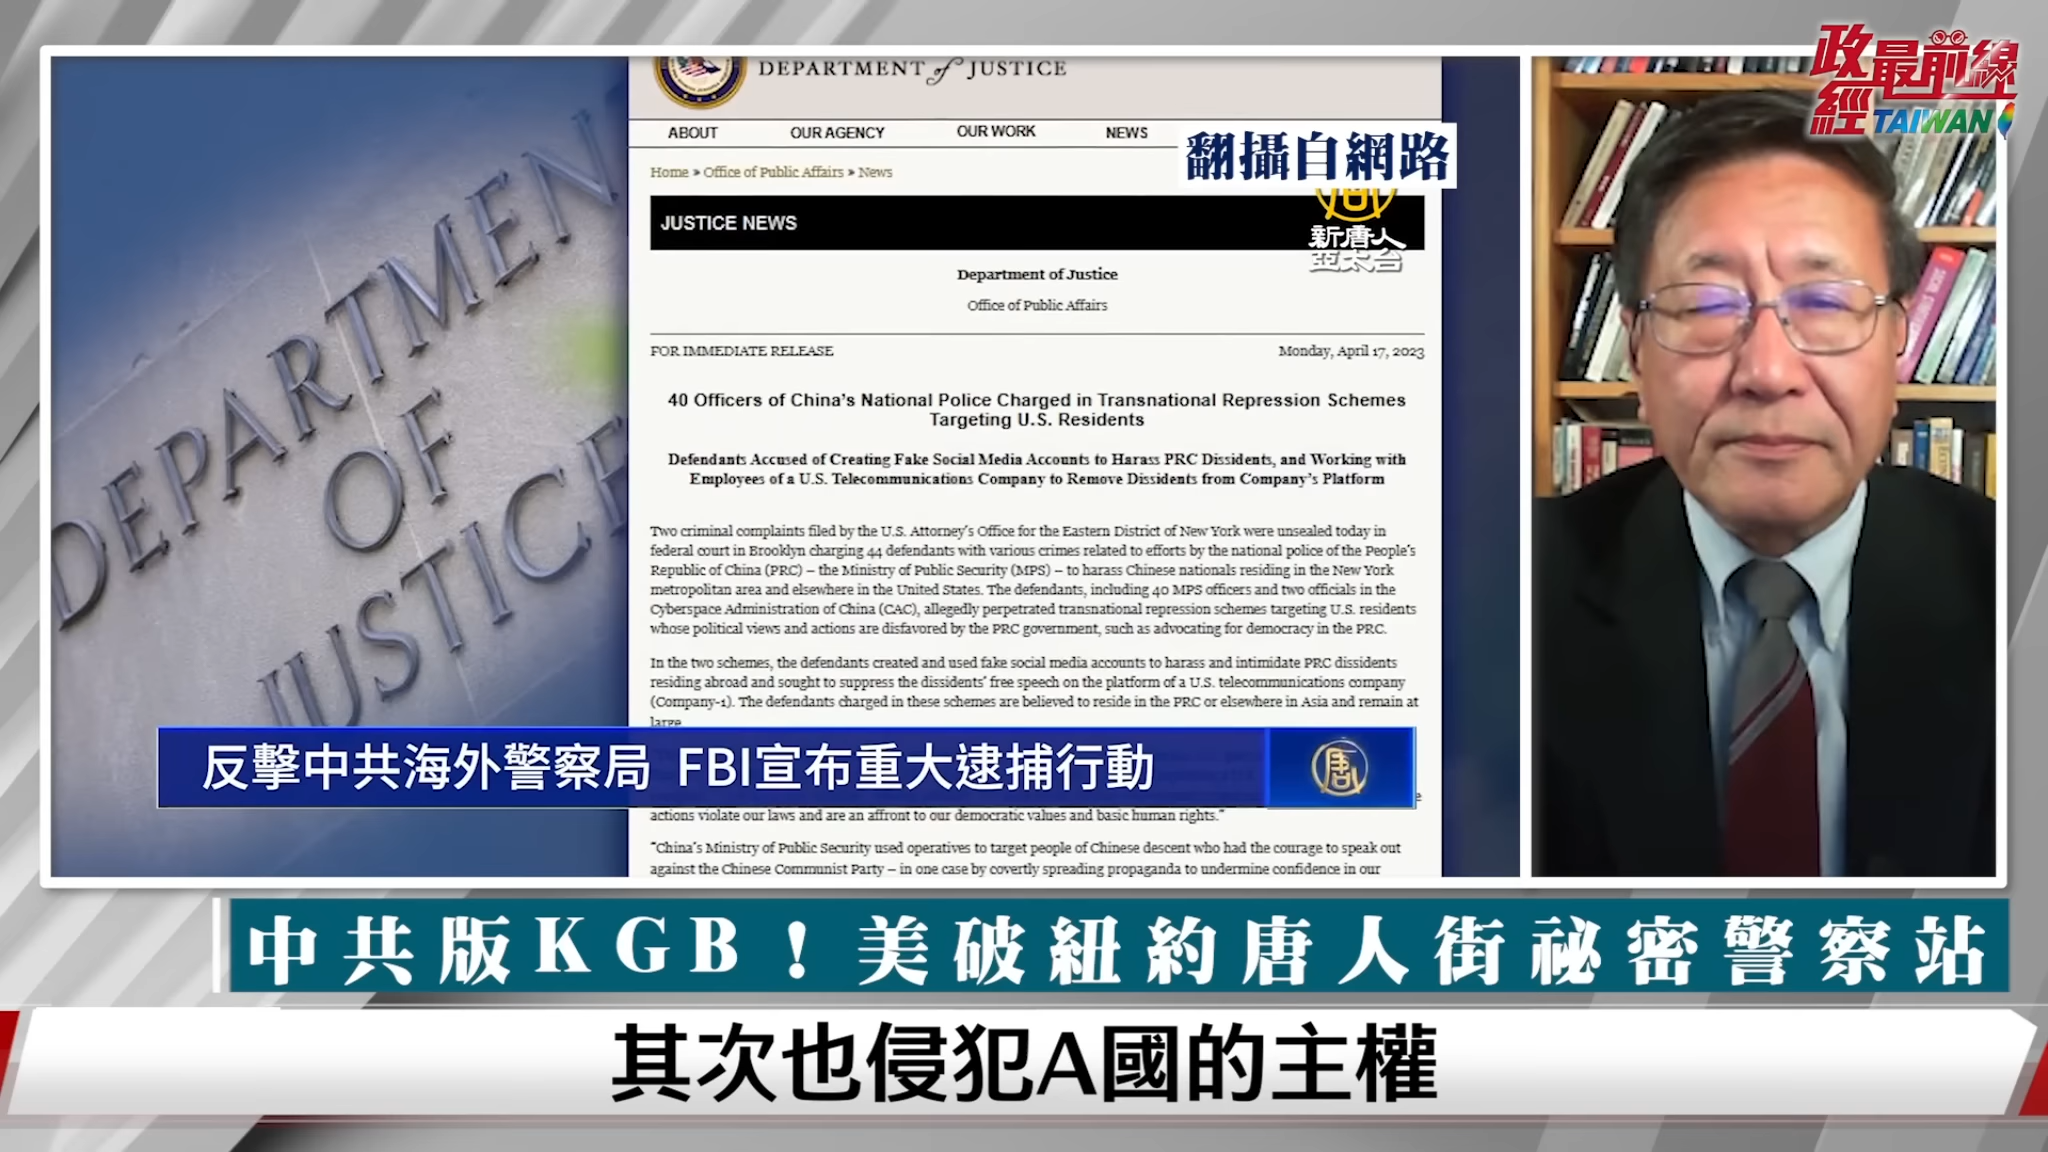 政經最前線
TAIWAN
DEPARTMENT of JUSTICE
ABOUT
OUR AGENCY
OUR WORK
NEWS
翻攝自網路
Home » Office of Public Affairs » News
JUSTICE NEWS
新唐人
亞太台
Department of Justice
Office of Public Affairs
FOR IMMEDIATE RELEASE
Monday, April 17, 2023
40 Officers of China's National Police Charged in Transnational Repression Schemes
Targeting U.S. Residents
Defendants Accused of Creating Fake Social Media Accounts to Harass PRC Dissidents, and Working with
Employees of a U.S. Telecommunications Company to Remove Dissidents from Company's Platform
Two criminal complaints filed by the U.S. Attorney's Office for the Eastern District of New York were unsealed today in
federal court in Brooklyn charging 44 defendants with various crimes related to efforts by the national police of the People's
Republic of China (PRC) – the Ministry of Public Security (MPS) – to harass Chinese nationals residing in the New York
metropolitan area and elsewhere in the United States. The defendants, including 40 MPS officers and two officials in the
Cyberspace Administration of China (CAC), allegedly perpetrated transnational repression schemes targeting U.S. residents
whose political views and actions are disfavored by the PRC government, such as advocating for democracy in the PRC.
In the two schemes, the defendants created and used fake social media accounts to harass and intimidate PRC dissidents
residing abroad and sought to suppress the dissidents' free speech on the platform of a U.S. telecommunications company
(Company-1). The defendants charged in these schemes are believed to reside in the PRC or elsewhere in Asia and remain at
large.
actions violate our laws and are an affront to our democratic values and basic human rights."
"China's Ministry of Public Security used operatives to target people of Chinese descent who had the courage to speak out
against the Chinese Communist Party – in one case by covertly spreading propaganda to undermine confidence in our
DEPARTMEN
OF
JUSTICE
反擊中共海外警察局 FBI宣布重大逮捕行動
唐
中共版KGB！美破紐約唐人街祕密警察站
其次也侵犯A國的主權